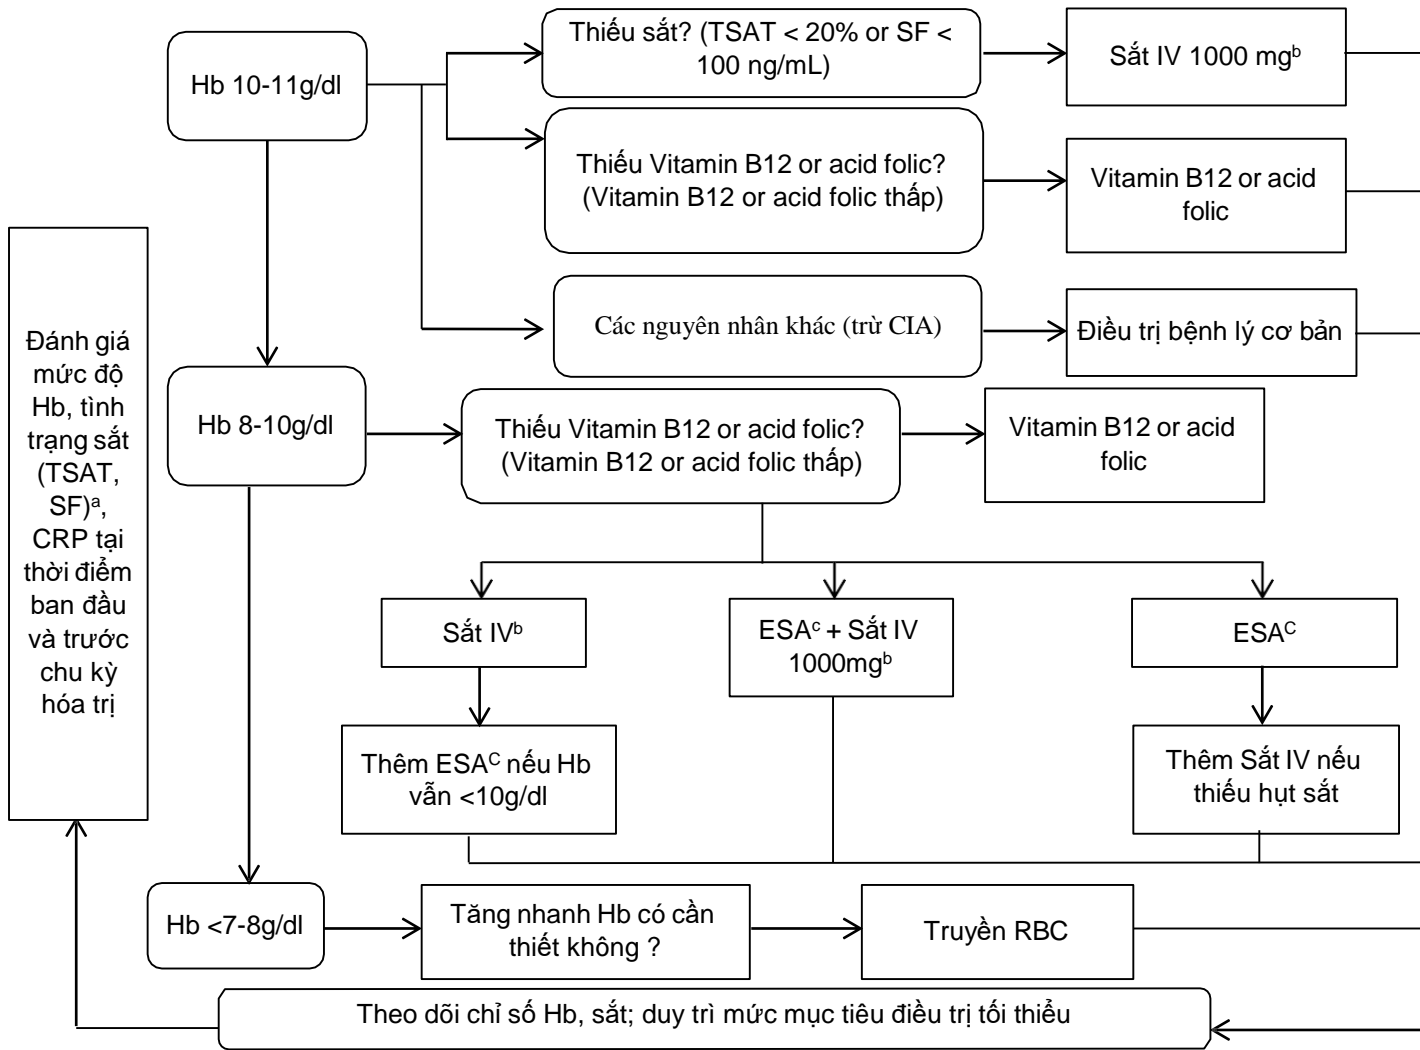 Thiếu sắt? (TSAT < 20% or SF <
100 ng/mL)
Sắt IV 1000 mgᵇ
Hb 10-11g/dl
Thiếu Vitamin B12 or acid folic?
(Vitamin B12 or acid folic thấp)
Vitamin B12 or acid
folic
Các nguyên nhân khác (trừ CIA)
Điều trị bệnh lý cơ bản
Đánh giá
mức độ
Hb, tình
trạng sắt
(TSAT,
SF)ᵃ,
CRP tại
thời điểm
ban đầu
và trước
chu kỳ
hóa trị
Hb 8-10g/dl
Thiếu Vitamin B12 or acid folic?
(Vitamin B12 or acid folic thấp)
Vitamin B12 or acid
folic
Sắt IVᵇ
ESAᶜ + Sắt IV
1000mgᵇ
ESAC
Thêm ESAC nếu Hb
vẫn <10g/dl
Thêm Sắt IV nếu
thiếu hụt sắt
Hb <7-8g/dl
Tăng nhanh Hb có cần
thiết không ?
Truyền RBC
Theo dõi chỉ số Hb, sắt; duy trì mức mục tiêu điều trị tối thiểu